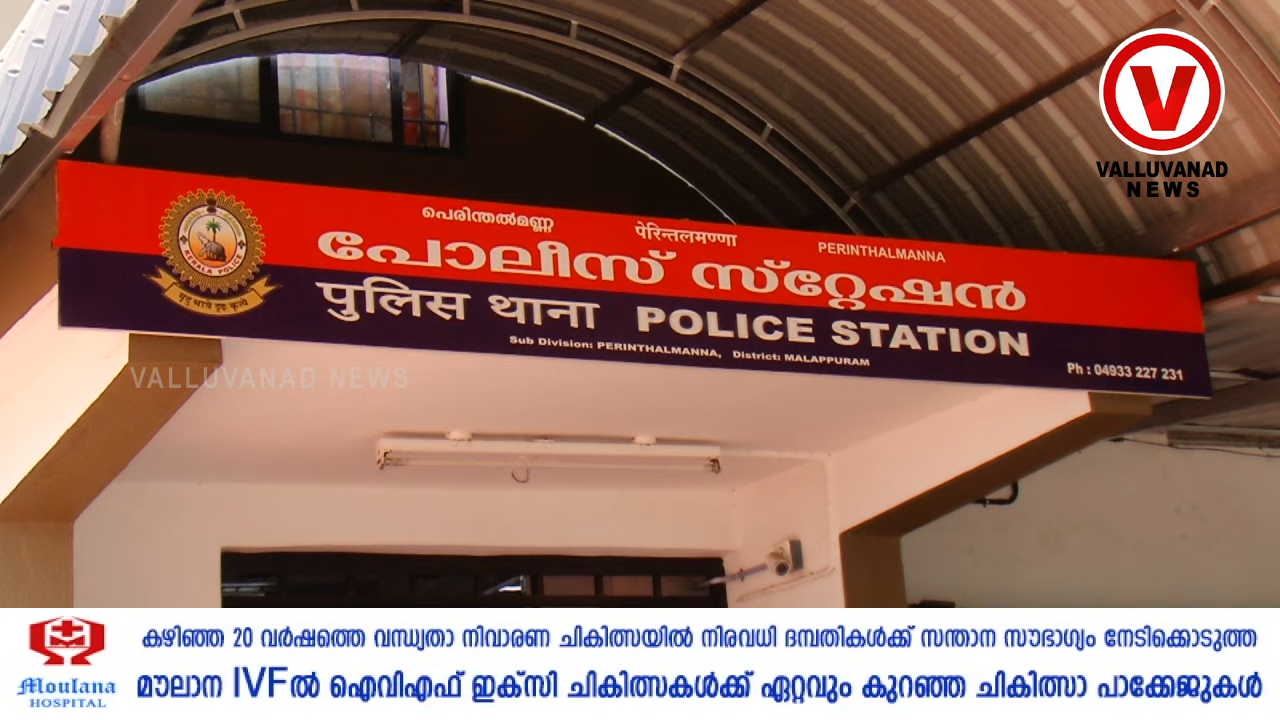 VALLUVANAD
NEWS
പെരിന്തൽമണ്ണ पेरिन्तलमण्णा PERINTHALMANNA
പോലീസ് സ്റ്റേഷൻ
पुलिस थाना POLICE STATION
Sub Division: PERINTHALMANNA, District: MALAPPURAM
Ph : 04933 227 231
KERALA POLICE
मृदु भावे दृढ कृत्ये
VALLUVANAD NEWS
കഴിഞ്ഞ 20 വർഷത്തെ വന്ധ്യതാ നിവാരണ ചികിത്സയിൽ നിരവധി ദമ്പതികൾക്ക് സന്താന സൗഭാഗ്യം നേടിക്കൊടുത്ത
മൗലാന IVFൽ ഐവിഎഫ് ഇക്സി ചികിത്സകൾക്ക് ഏറ്റവും കുറഞ്ഞ ചികിത്സാ പാക്കേജുകൾ
Moulana
HOSPITAL